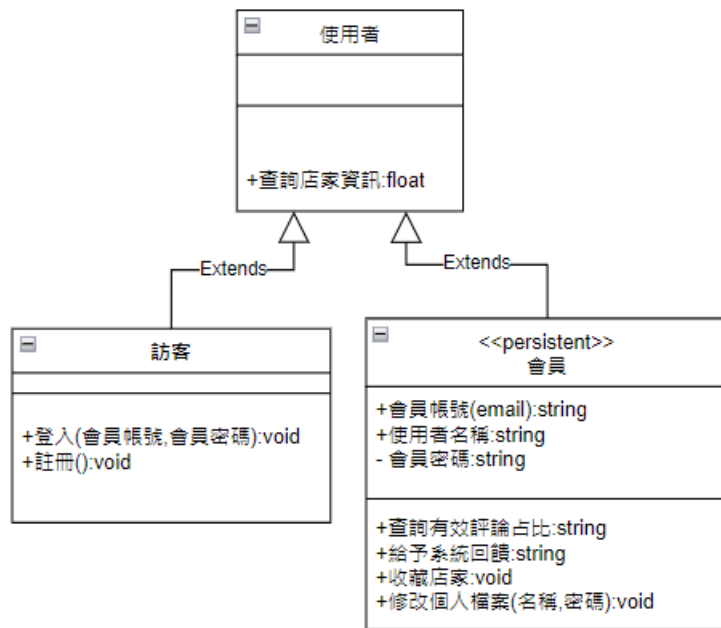 使用者
+查詢店家資訊:float
Extends
Extends
訪客
+登入(會員帳號,會員密碼):void
+註冊():void
<<persistent>>
會員
+會員帳號(email):string
+使用者名稱:string
- 會員密碼:string
+查詢有效評論占比:string
+給予系統回饋:string
+收藏店家:void
+修改個人檔案(名稱,密碼):void